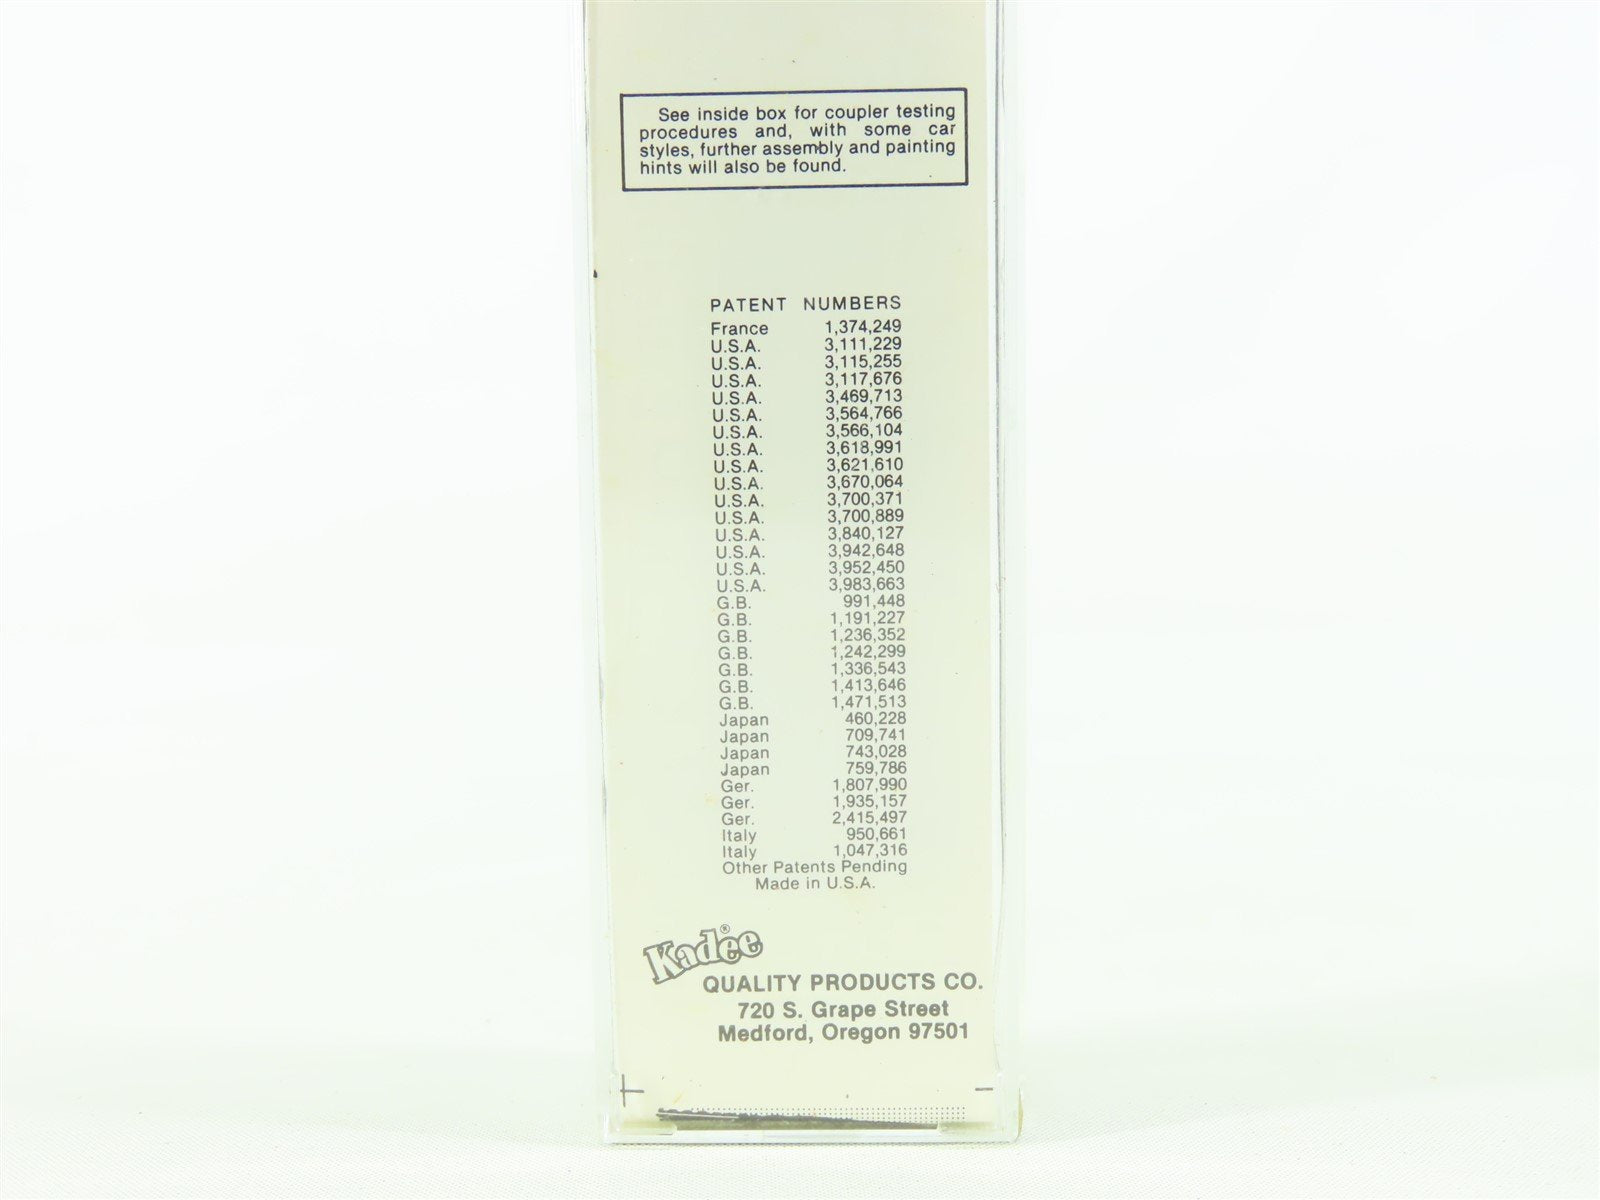 See inside box for coupler testing
procedures and, with some car
styles, further assembly and painting
hints will also be found.
PATENT NUMBERS
France 1,374,249
U.S.A. 3,111,229
U.S.A. 3,115,255
U.S.A. 3,117,676
U.S.A. 3,469,713
U.S.A. 3,564,766
U.S.A. 3,566,104
U.S.A. 3,618,991
U.S.A. 3,621,610
U.S.A. 3,670,064
U.S.A. 3,700,371
U.S.A. 3,700,889
U.S.A. 3,840,127
U.S.A. 3,942,648
U.S.A. 3,952,450
U.S.A. 3,983,663
G.B. 991,448
G.B. 1,191,227
G.B. 1,236,352
G.B. 1,242,299
G.B. 1,336,543
G.B. 1,413,646
G.B. 1,471,513
Japan 460,228
Japan 709,741
Japan 743,028
Japan 759,786
Ger. 1,807,990
Ger. 1,935,157
Ger. 2,415,497
Italy 950,661
Italy 1,047,316
Other Patents Pending
Made in U.S.A.
Kadee®
QUALITY PRODUCTS CO.
720 S. Grape Street
Medford, Oregon 97501